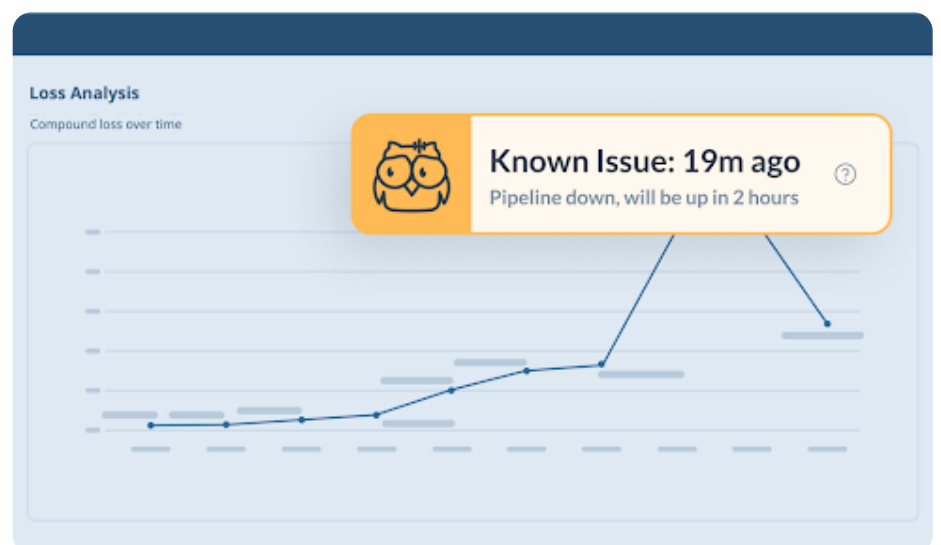 Loss Analysis
Compound loss over time
Known Issue: 19m ago
Pipeline down, will be up in 2 hours
?